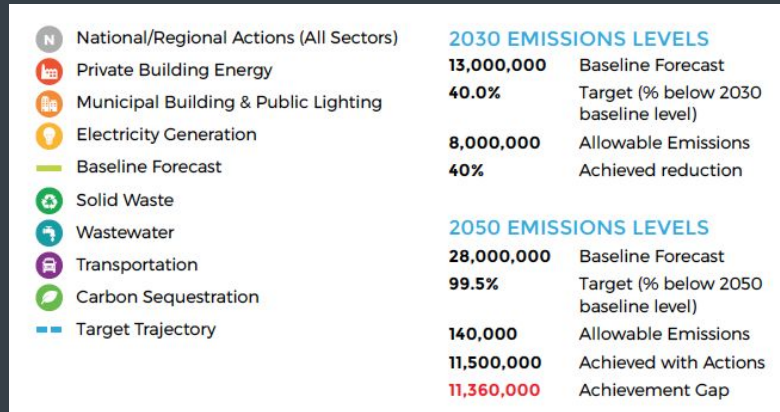 N National/Regional Actions (All Sectors)
Private Building Energy
Municipal Building & Public Lighting
Electricity Generation
Baseline Forecast
Solid Waste
Wastewater
Transportation
Carbon Sequestration
Target Trajectory
2030 EMISSIONS LEVELS
13,000,000 Baseline Forecast
40.0% Target (% below 2030
baseline level)
8,000,000 Allowable Emissions
40% Achieved reduction
2050 EMISSIONS LEVELS
28,000,000 Baseline Forecast
99.5% Target (% below 2050
baseline level)
140,000 Allowable Emissions
11,500,000 Achieved with Actions
11,360,000 Achievement Gap